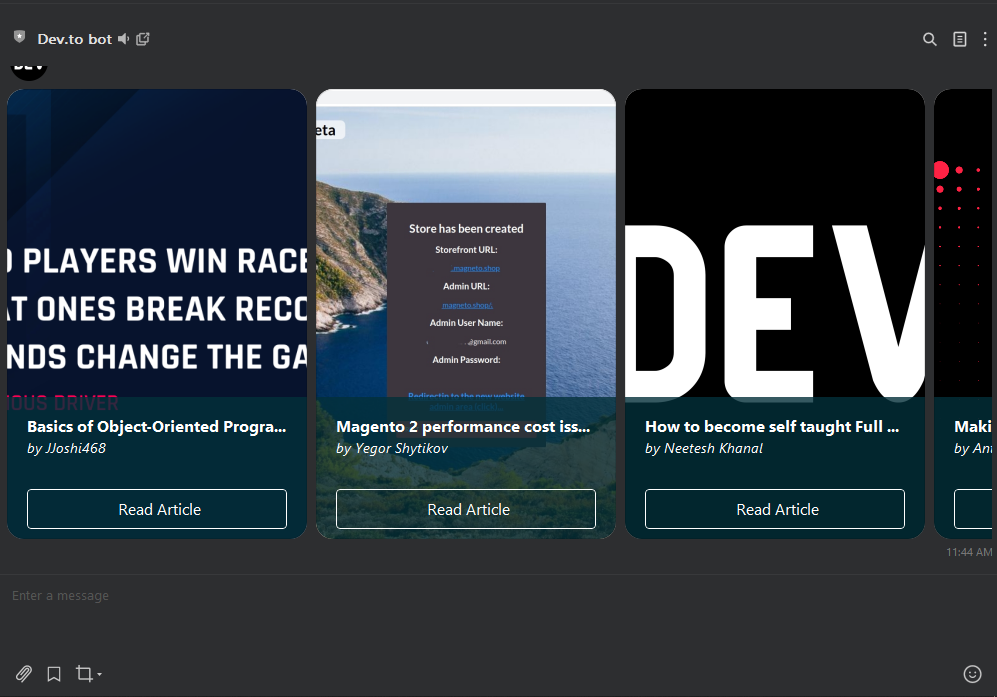 Dev.to bot
DEV
PLAYERS WIN RACE
AT ONES BREAK RECO
NDS CHANGE THE GA
IOUS DRIVER
Basics of Object-Oriented Progra...
by JJoshi468
Read Article
eta
Store has been created
Storefront URL:
.magneto.shop
Admin URL:
magneto.shop/.
Admin User Name:
@gmail.com
Admin Password:
Redirectin to the new website
Magento 2 performance cost iss...
by Yegor Shytikov
Read Article
DEV
How to become self taught Full ...
by Neetesh Khanal
Read Article
Maki
by Ant
11:44 AM
Enter a message